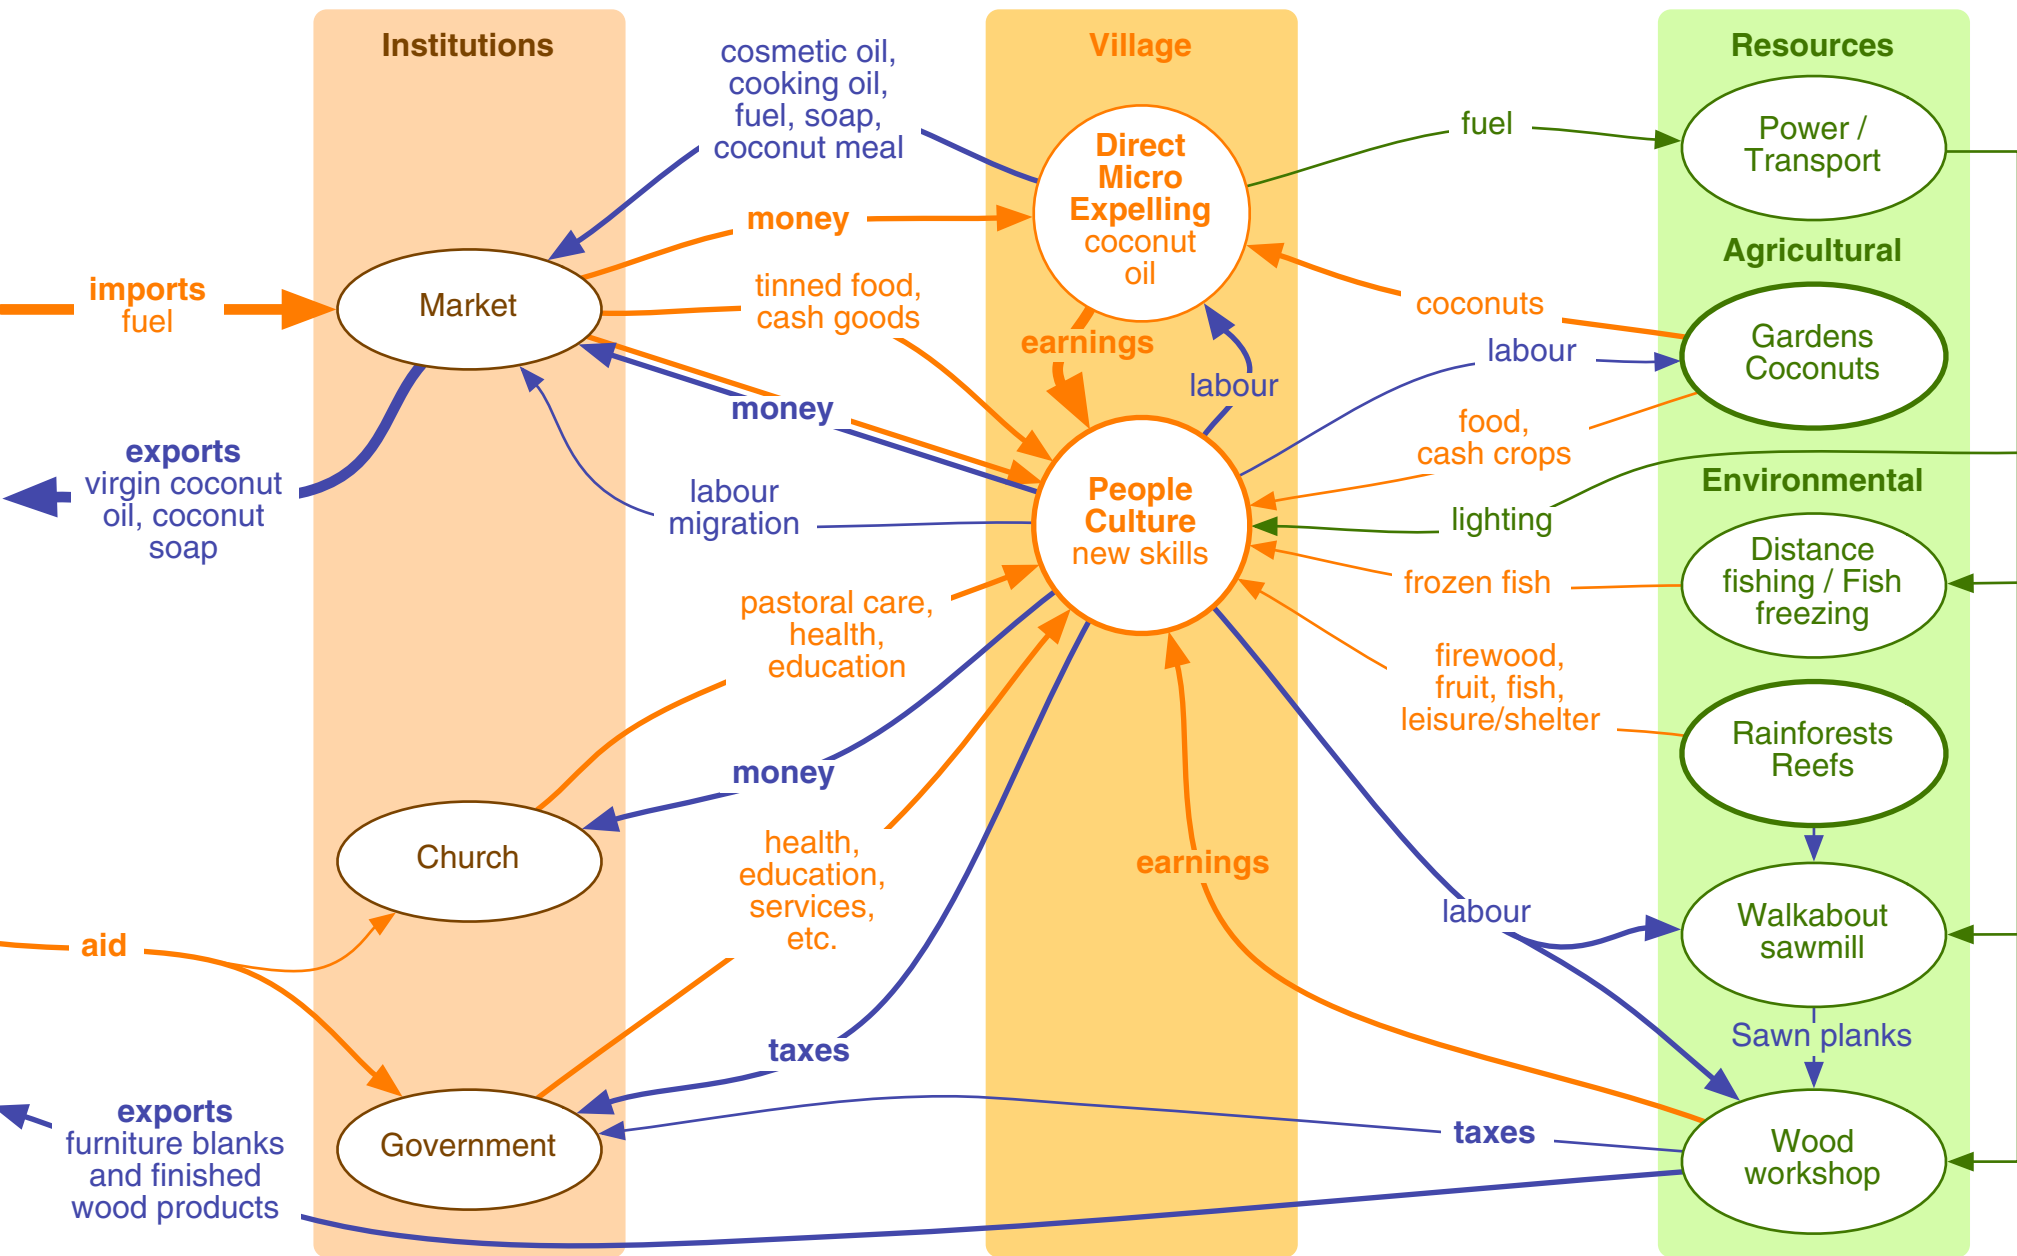 Institutions
Village
Resources
cosmetic oil,
cooking oil,
fuel, soap,
coconut meal
Direct
Micro
Expelling
coconut
oil
fuel
Power /
Transport
money
Agricultural
imports
fuel
Market
tinned food,
cash goods
earnings
coconuts
Gardens
Coconuts
labour
labour
money
food,
cash crops
exports
virgin coconut
oil, coconut
soap
labour
migration
People
Culture
new skills
Environmental
lighting
Distance
fishing / Fish
freezing
frozen fish
pastoral care,
health,
education
firewood,
fruit, fish,
leisure/shelter
Rainforests
Reefs
money
Church
health,
education,
services,
etc.
earnings
labour
Walkabout
sawmill
aid
Sawn planks
taxes
exports
furniture blanks
and finished
wood products
Government
taxes
Wood
workshop